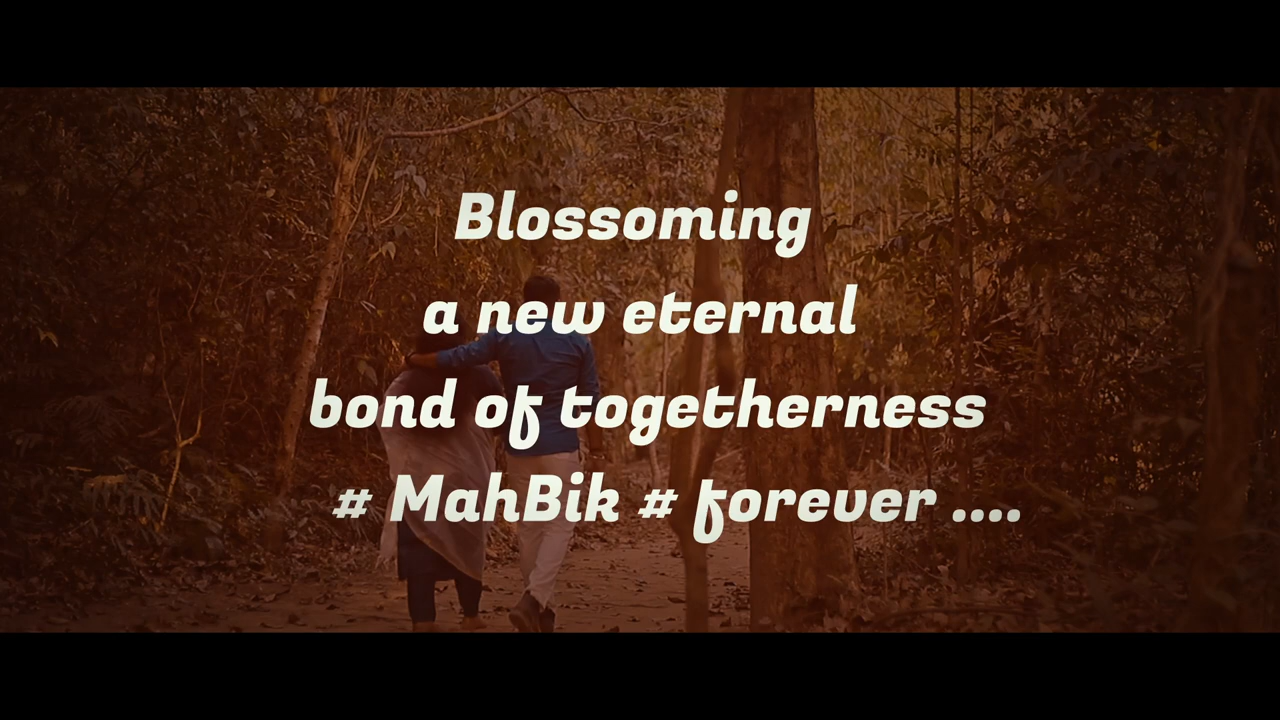 Blossoming
a new eternal
bond of togetherness
# MahBik # forever ....